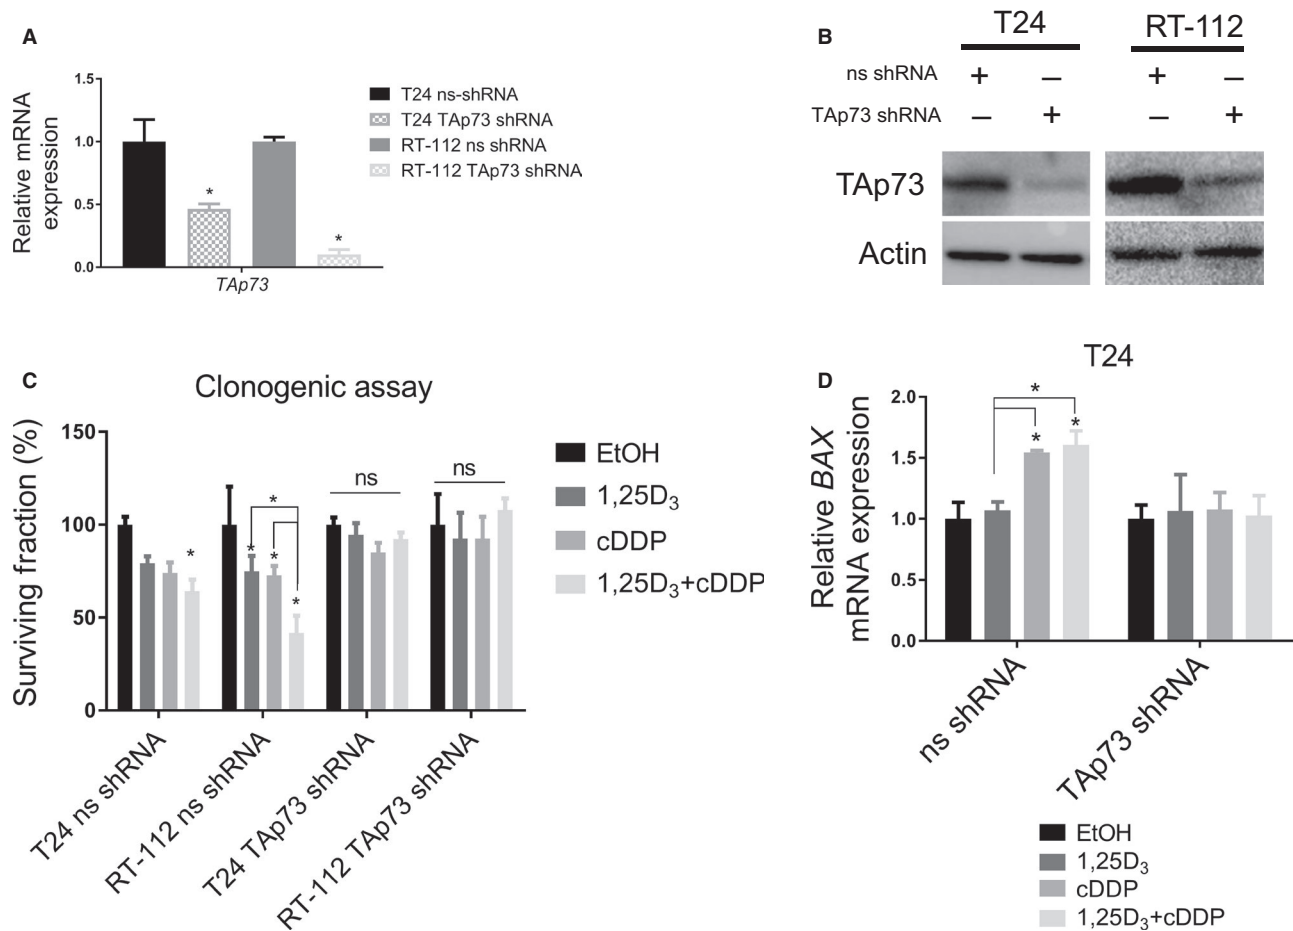 A
Relative mRNA
expression
1.5
1.0
0.5
0.0
*
*
TAp73
T24 ns-shRNA
T24 TAp73 shRNA
RT-112 ns shRNA
RT-112 TAp73 shRNA
B
T24
RT-112
ns shRNA + – + –
TAp73 shRNA – + – +
TAp73
Actin
C
Clonogenic assay
Surviving fraction (%)
150
100
50
0
*
*
* *
*
ns
ns
T24 ns shRNA
RT-112 ns shRNA
T24 TAp73 shRNA
RT-112 TAp73 shRNA
EtOH
1,25D₃
cDDP
1,25D₃+cDDP
D
T24
Relative BAX
mRNA expression
2.0
1.5
1.0
0.5
0.0
*
* *
ns shRNA
TAp73 shRNA
EtOH
1,25D₃
cDDP
1,25D₃+cDDP